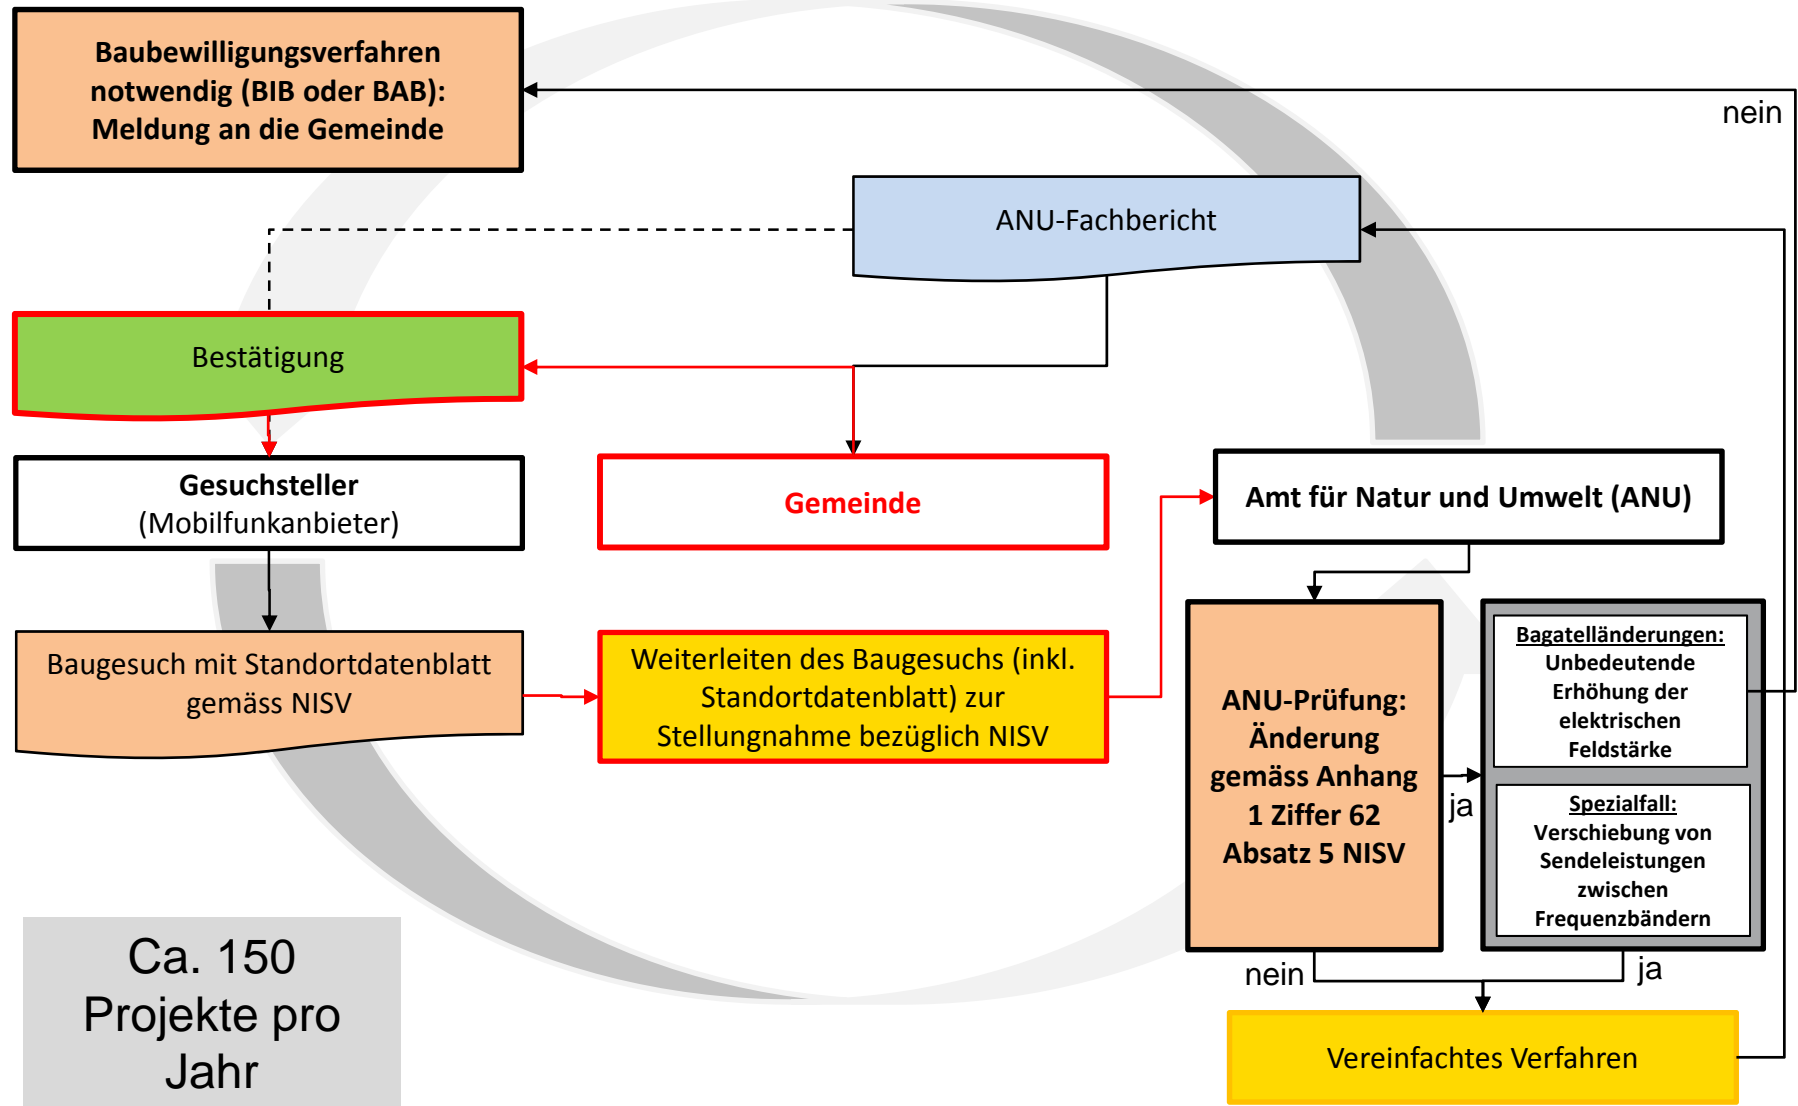 Baubewilligungsverfahren
notwendig (BIB oder BAB):
Meldung an die Gemeinde
nein
ANU-Fachbericht
Bestätigung
Gesuchsteller
(Mobilfunkanbieter)
Gemeinde
Amt für Natur und Umwelt (ANU)
Baugesuch mit Standortdatenblatt
gemäss NISV
Weiterleiten des Baugesuchs (inkl.
Standortdatenblatt) zur
Stellungnahme bezüglich NISV
ANU-Prüfung:
Änderung
gemäss Anhang
1 Ziffer 62
Absatz 5 NISV
ja
Bagatelländerungen:
Unbedeutende
Erhöhung der
elektrischen
Feldstärke
Spezialfall:
Verschiebung von
Sendeleistungen
zwischen
Frequenzbändern
nein
ja
Vereinfachtes Verfahren
Ca. 150
Projekte pro
Jahr